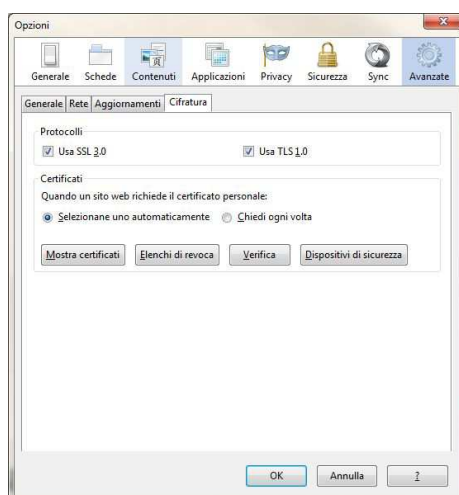 Opzioni
Generale Schede Contenuti Applicazioni Privacy Sicurezza Sync Avanzate
Generale Rete Aggiornamenti Cifratura
Protocolli
Usa SSL 3.0 Usa TLS 1.0
Certificati
Quando un sito web richiede il certificato personale:
Selezionane uno automaticamente Chiedi ogni volta
Mostra certificati Elenchi di revoca Verifica Dispositivi di sicurezza
OK Annulla ?